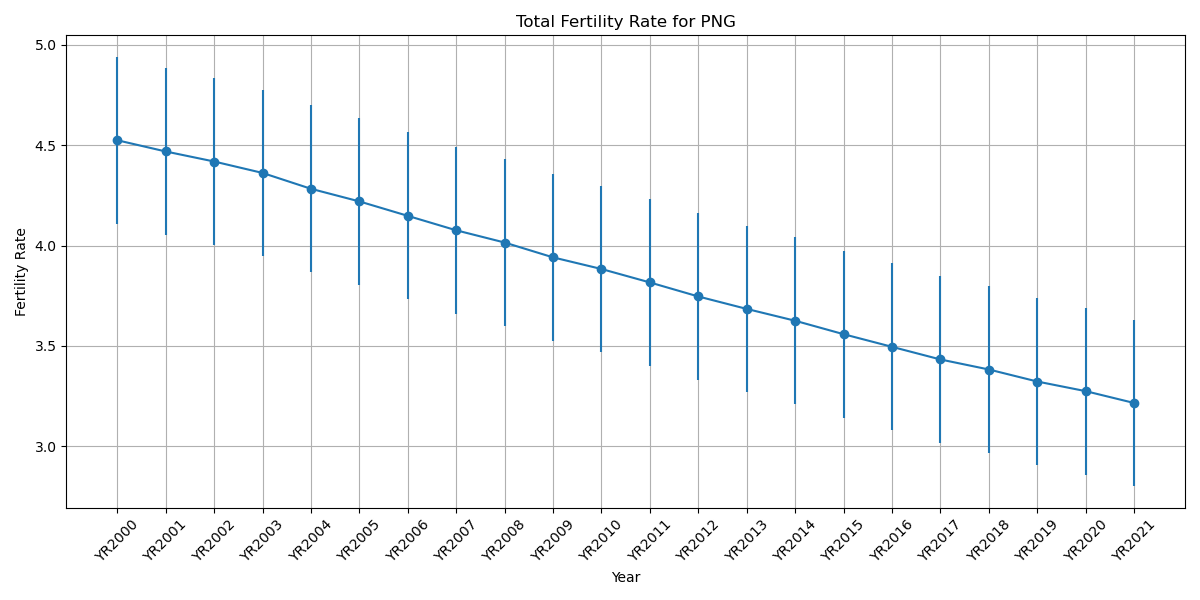 Total Fertility Rate for PNG
Fertility Rate
5.0
4.5
4.0
3.5
3.0
YR2000
YR2001
YR2002
YR2003
YR2004
YR2005
YR2006
YR2007
YR2008
YR2009
YR2010
YR2011
YR2012
YR2013
YR2014
YR2015
YR2016
YR2017
YR2018
YR2019
YR2020
YR2021
Year